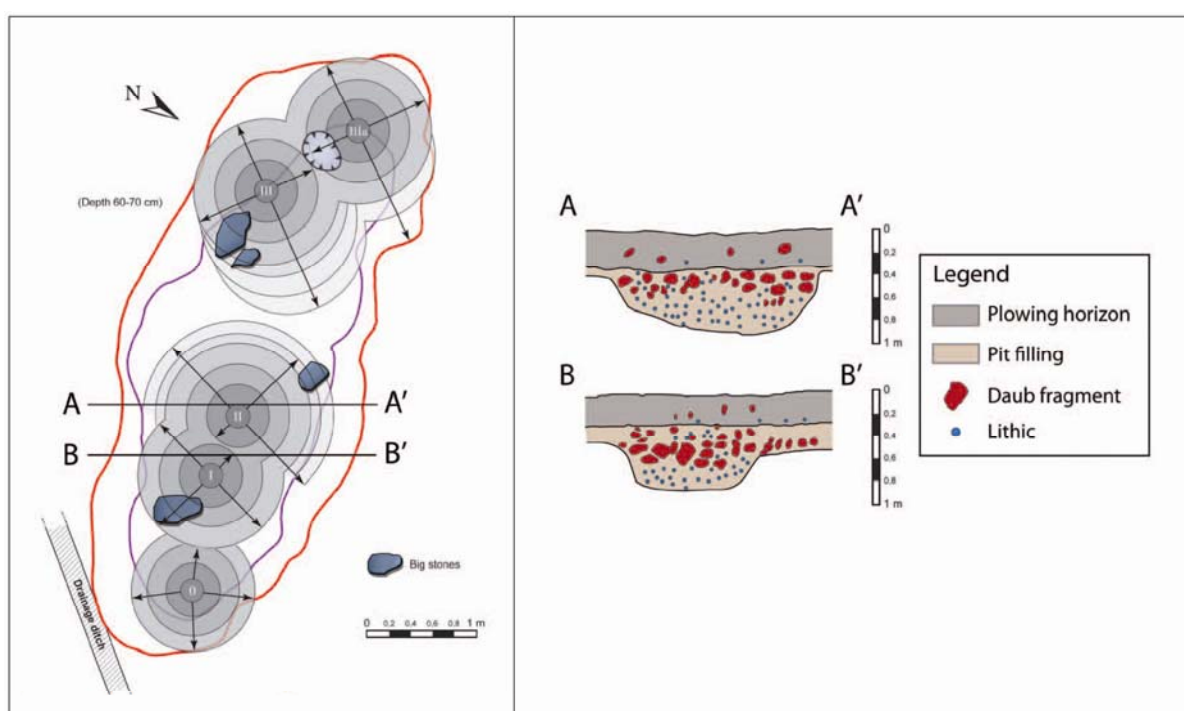 N
(Depth 60-70 cm)
IIIa
III
II
A A'
B B'
I
0
Drainage ditch
Big stones
0 0,2 0,4 0,6 0,8 1 m
A A'
0
0,2
0,4
0,6
0,8
1 m
B B'
0
0,2
0,4
0,6
0,8
1 m
Legend
Plowing horizon
Pit filling
Daub fragment
Lithic